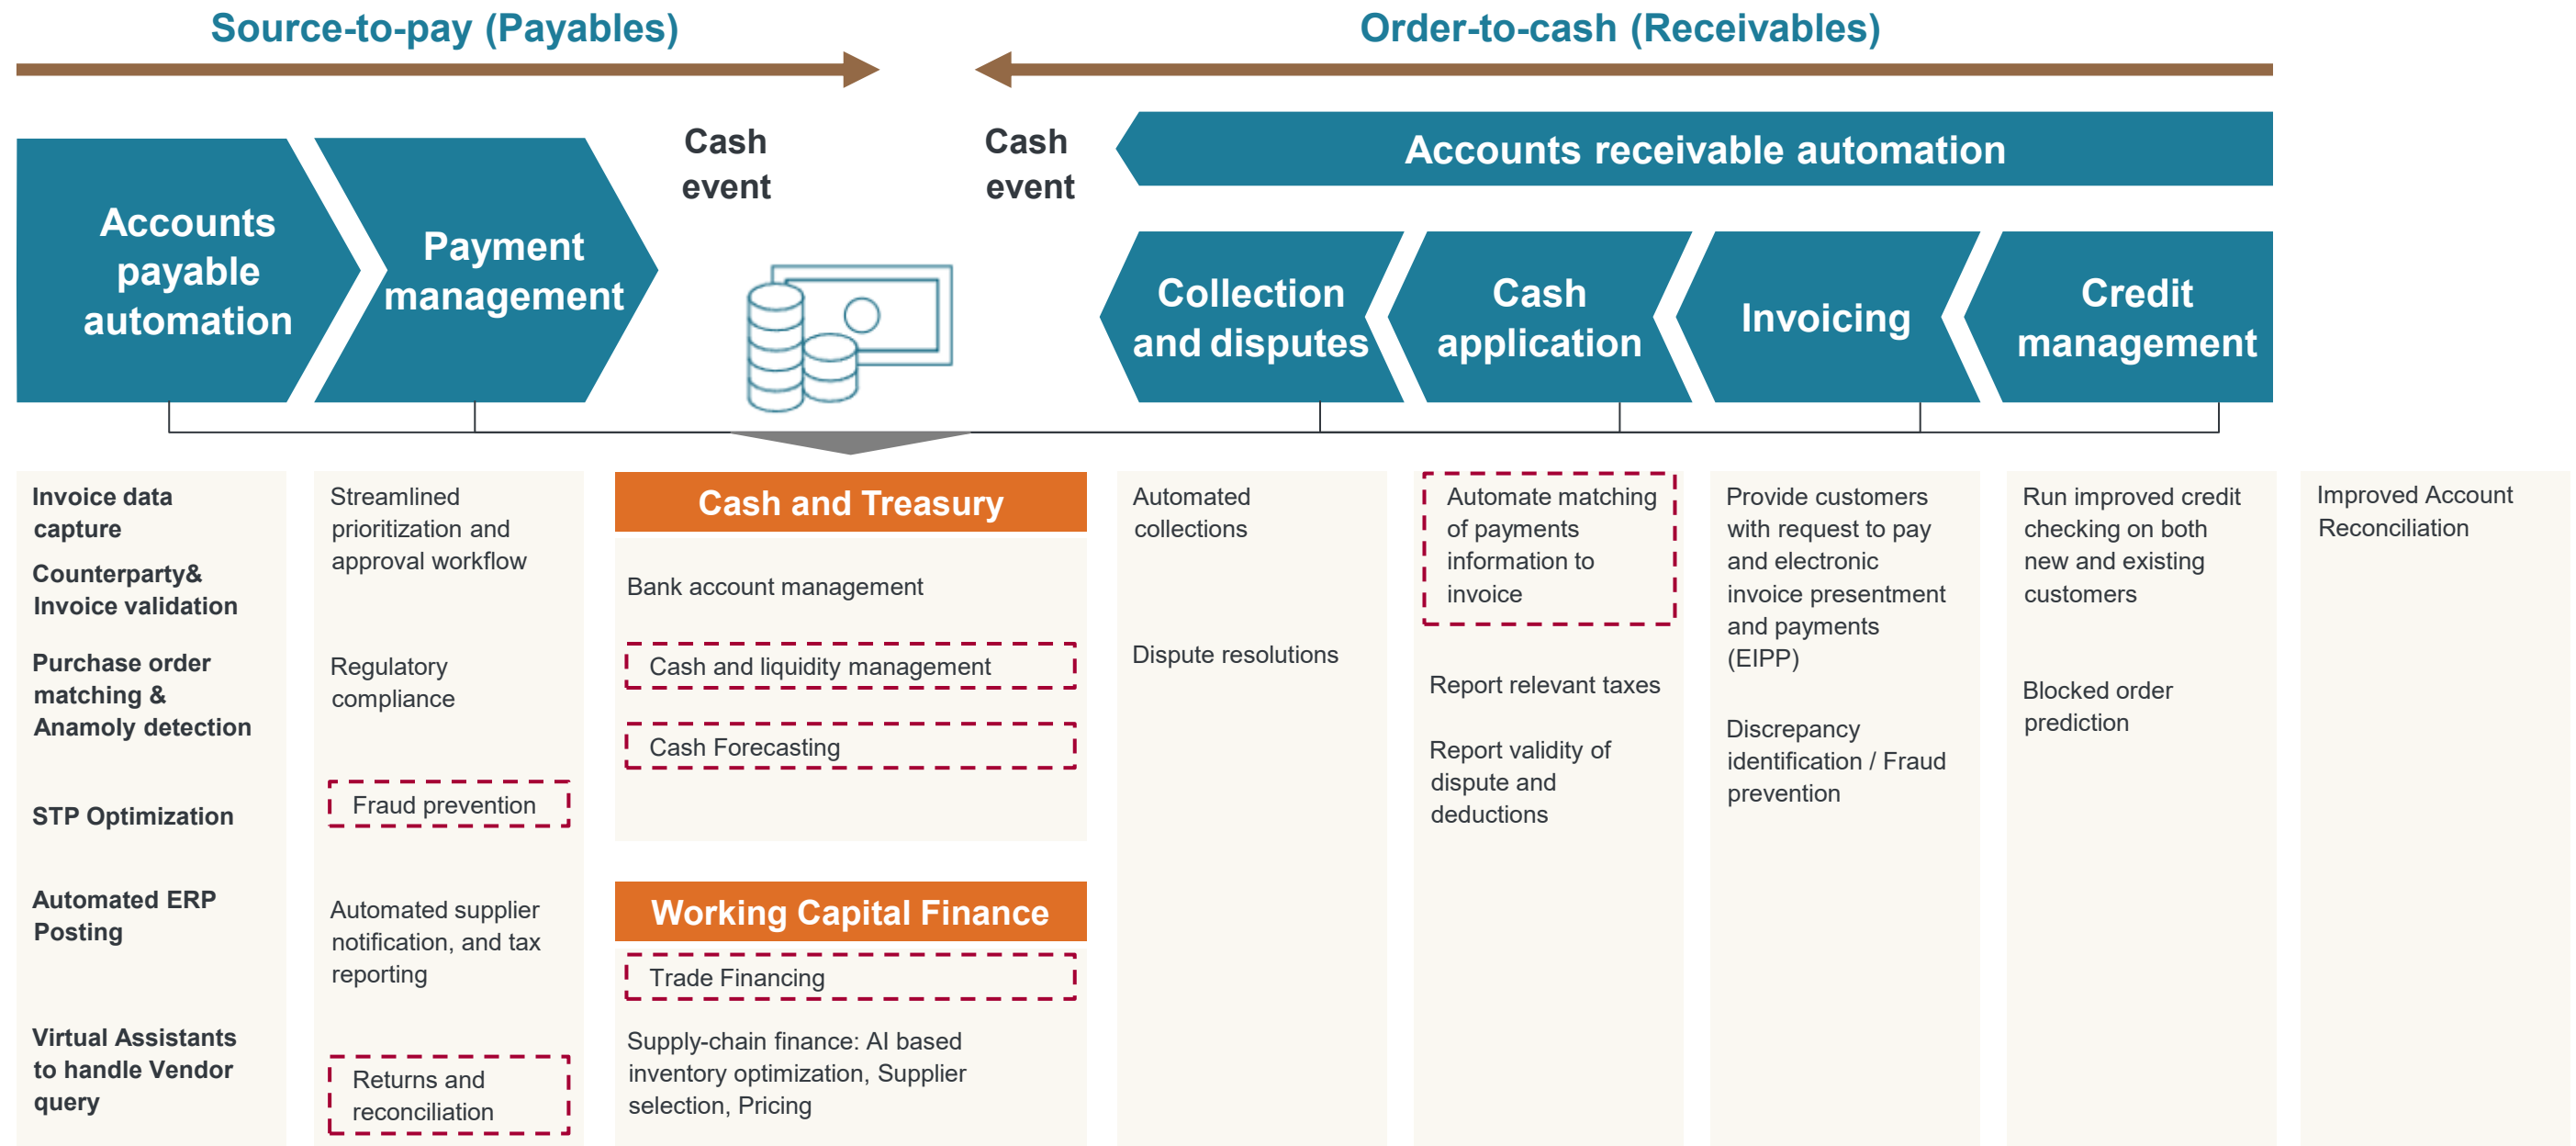 Source-to-pay (Payables)
Order-to-cash (Receivables)
Accounts
payable
automation
Payment
management
Cash
event
Cash
event
Accounts receivable automation
Collection
and disputes
Cash
application
Invoicing
Credit
management
Invoice data
capture
Counterparty&
Invoice validation
Purchase order
matching &
Anamoly detection
STP Optimization
Automated ERP
Posting
Virtual Assistants
to handle Vendor
query
Streamlined
prioritization and
approval workflow
Regulatory
compliance
Fraud prevention
Automated supplier
notification, and tax
reporting
Returns and
reconciliation
Cash and Treasury
Bank account management
Cash and liquidity management
Cash Forecasting
Working Capital Finance
Trade Financing
Supply-chain finance: AI based
inventory optimization, Supplier
selection, Pricing
Automated
collections
Dispute resolutions
Automate matching
of payments
information to
invoice
Report relevant taxes
Report validity of
dispute and
deductions
Provide customers
with request to pay
and electronic
invoice presentment
and payments
(EIPP)
Discrepancy
identification / Fraud
prevention
Run improved credit
checking on both
new and existing
customers
Blocked order
prediction
Improved Account
Reconciliation